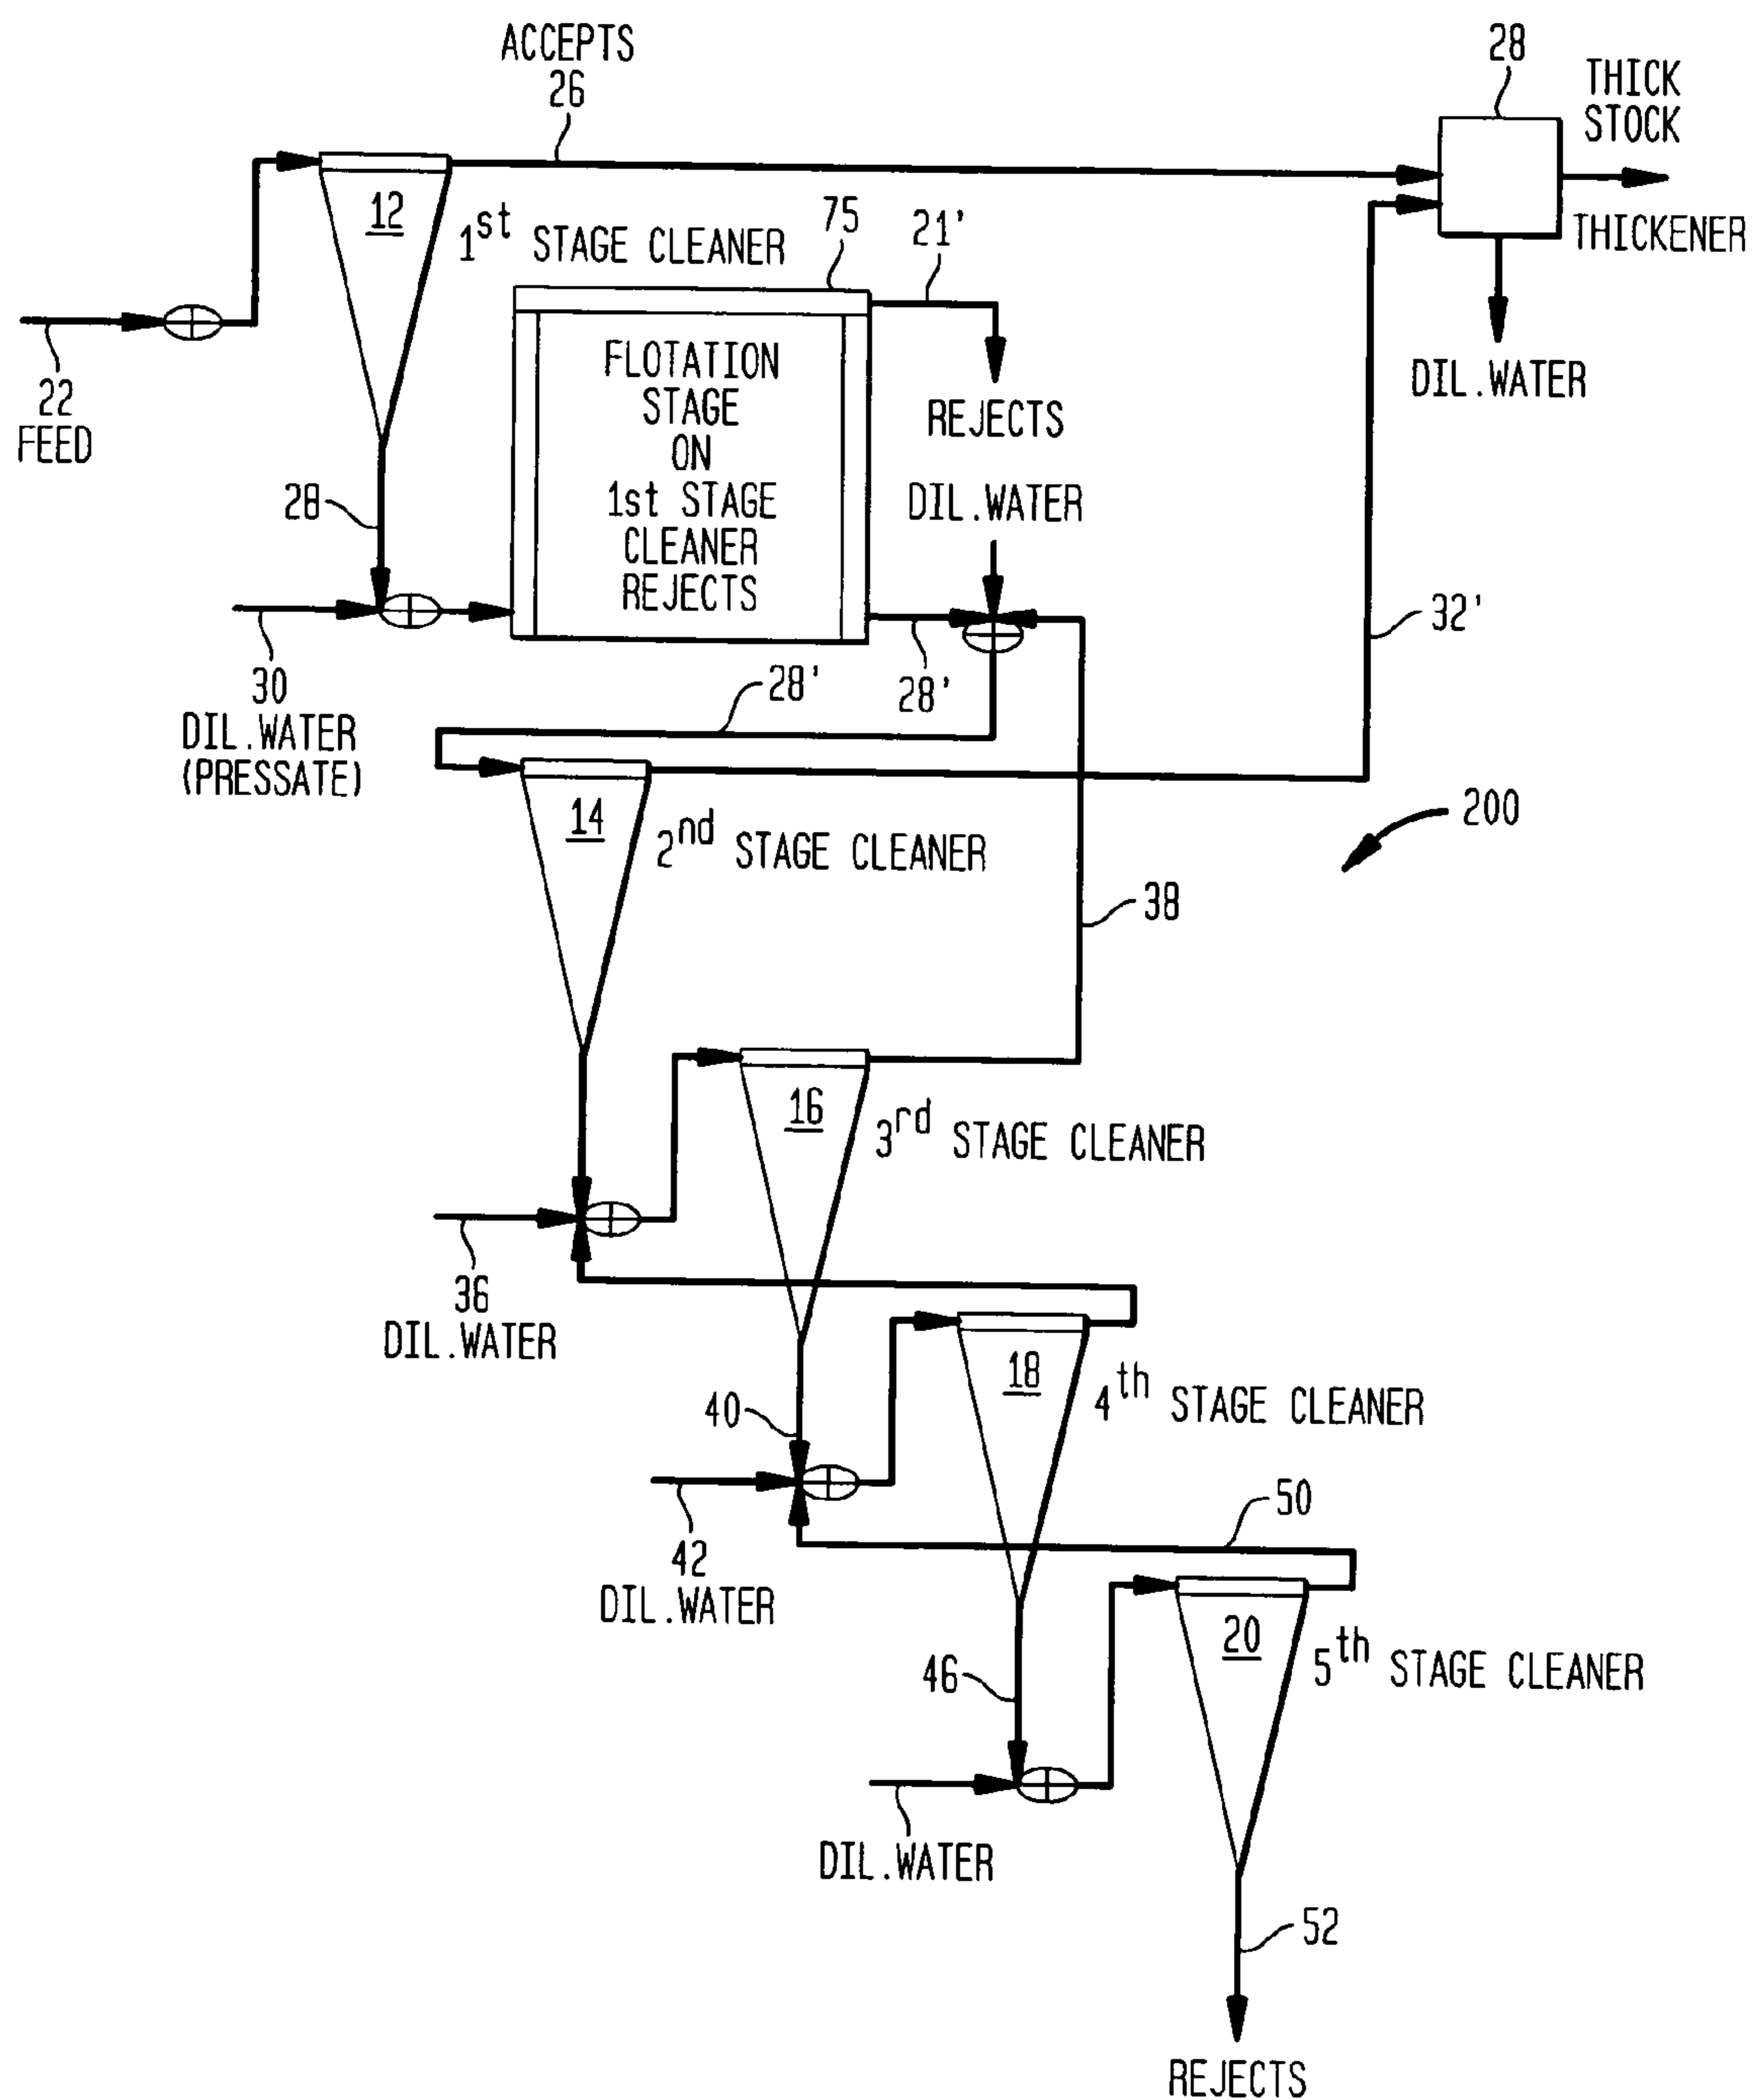 ACCEPTS
26
28
THICK
STOCK
THICKENER
DIL.WATER
12
1st STAGE CLEANER
75
21'
22
FEED
FLOTATION
STAGE
ON
1st STAGE
CLEANER
REJECTS
REJECTS
DIL.WATER
28
30
DIL.WATER
(PRESSATE)
28'
28'
32'
14
2nd STAGE CLEANER
200
38
16
3rd STAGE CLEANER
36
DIL.WATER
18
4th STAGE CLEANER
40
42
DIL.WATER
50
20
5th STAGE CLEANER
46
DIL.WATER
52
REJECTS